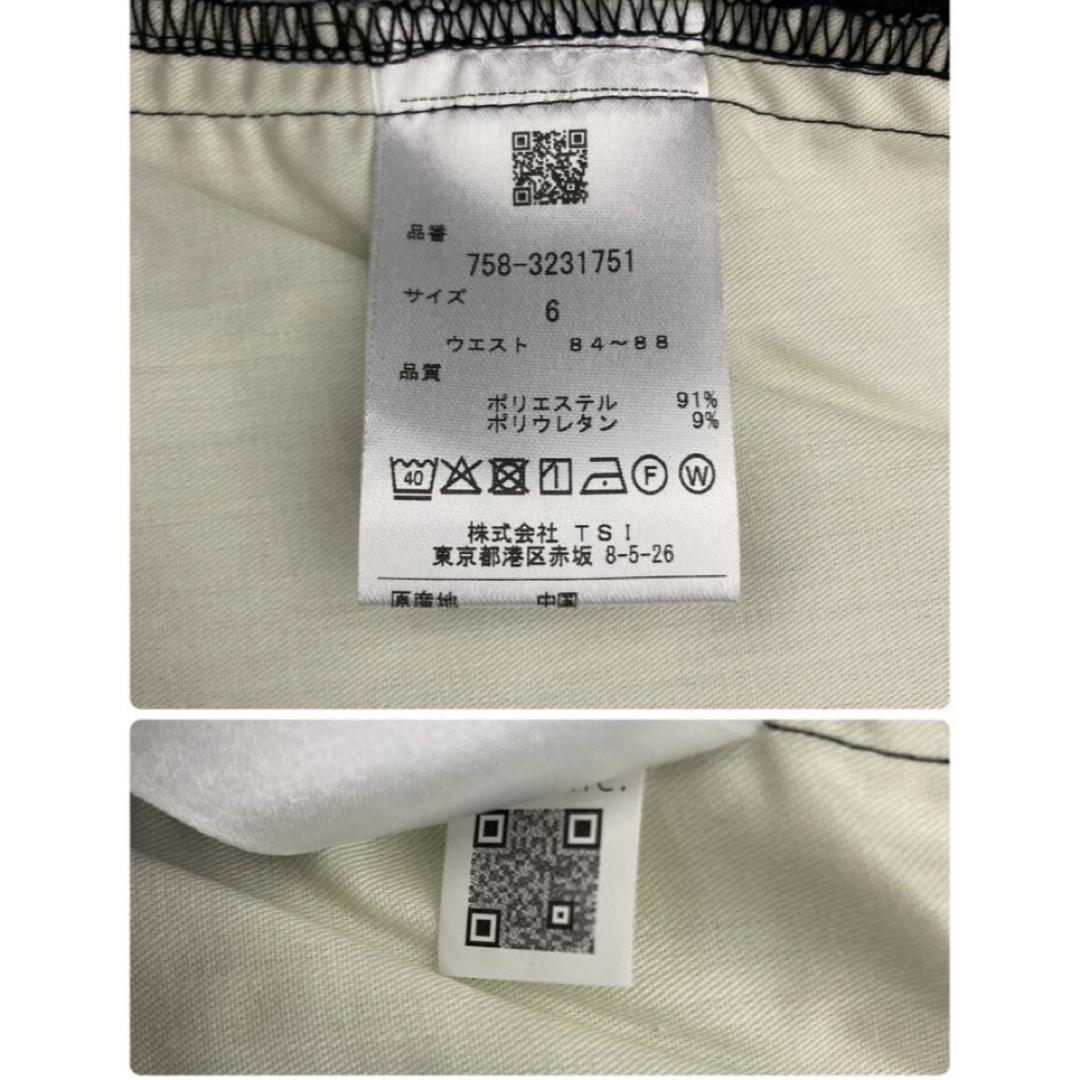 品番
758-3231751
サイズ
6
ウエスト 84～88
品質
ポリエステル 91%
ポリウレタン 9%
40 F W
株式会社 TSI
東京都港区赤坂 8-5-26
原産地 中国